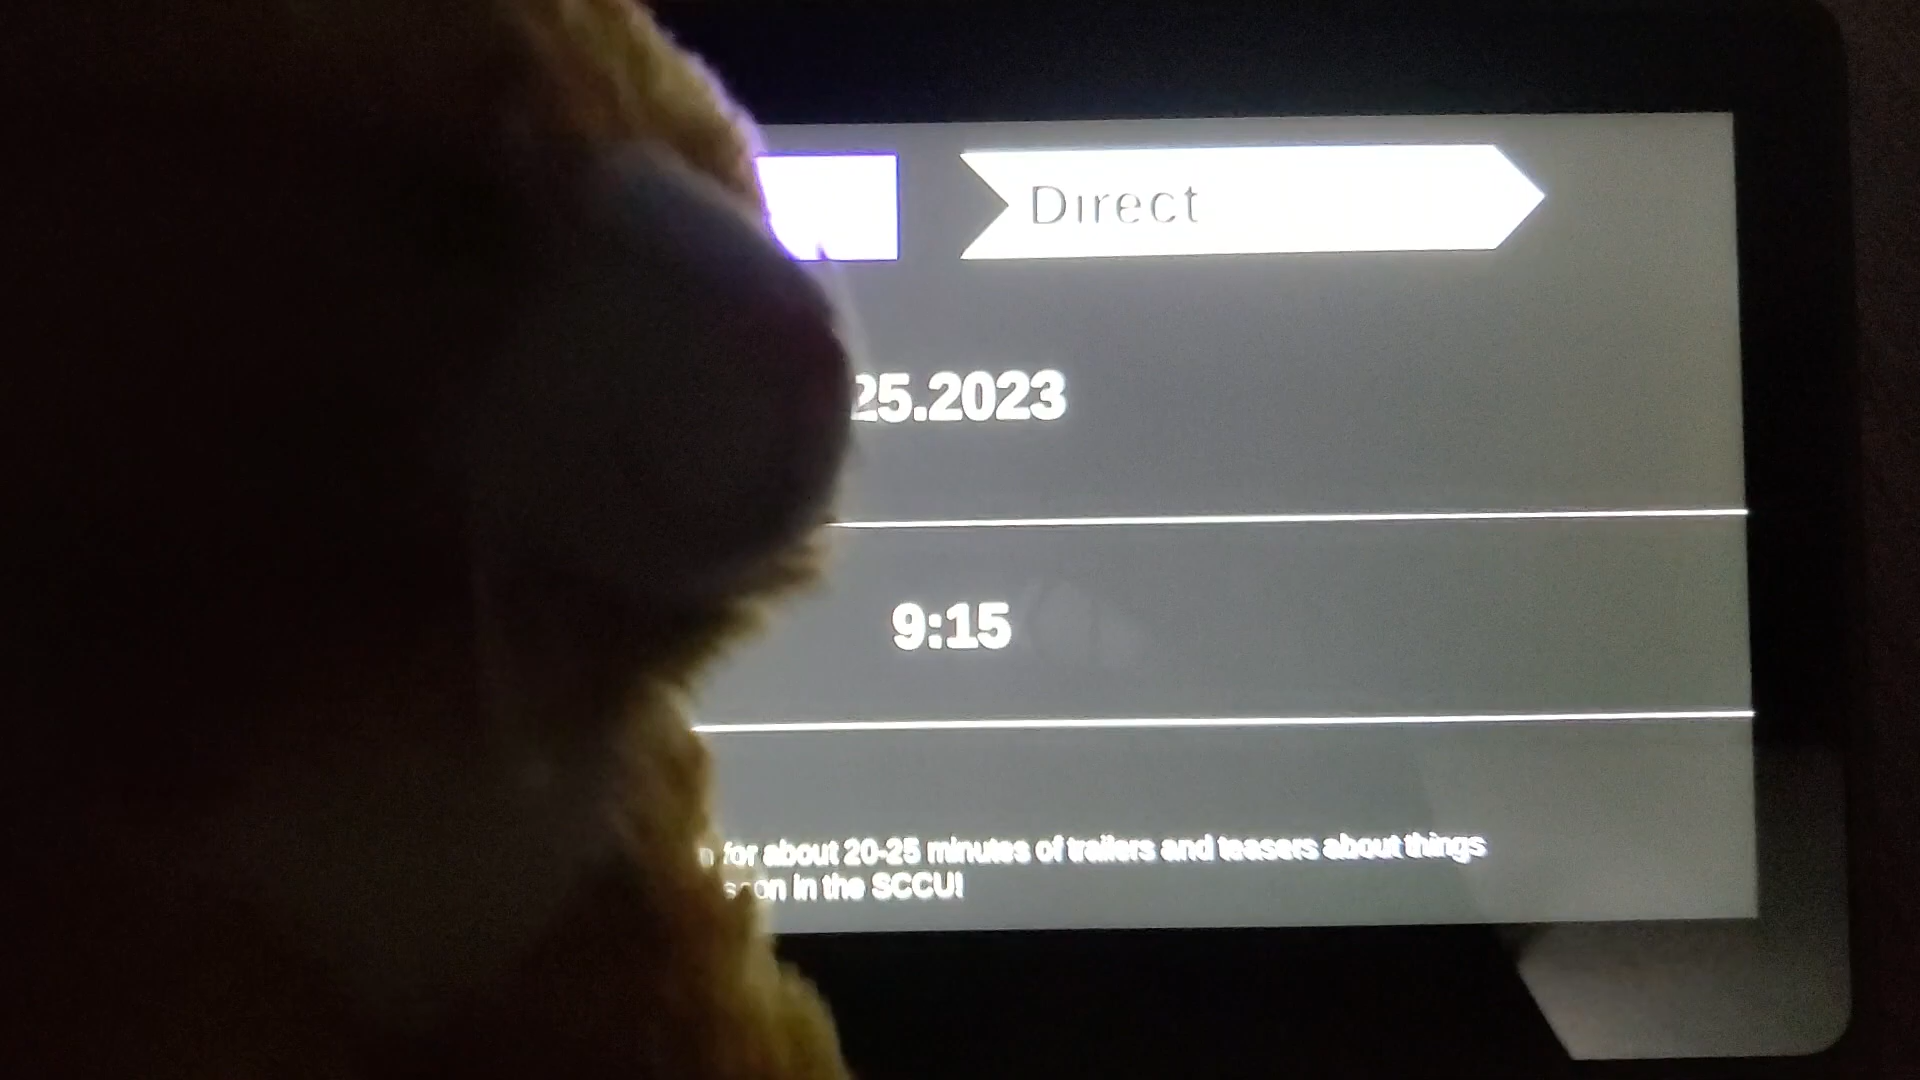 Direct
25.2023
9:15
for about 20-25 minutes of trailers and teasers about things
in the SCCU!